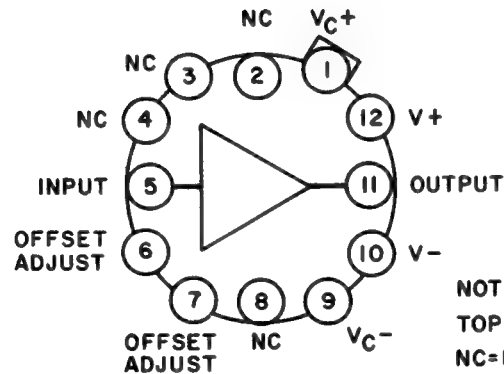 NC
VC+
NC
3
2
1
NC
4
12
V+
INPUT
5
11
OUTPUT
OFFSET
ADJUST
6
10
V-
7
8
9
OFFSET
ADJUST
NC
VC-
TOP
NC=